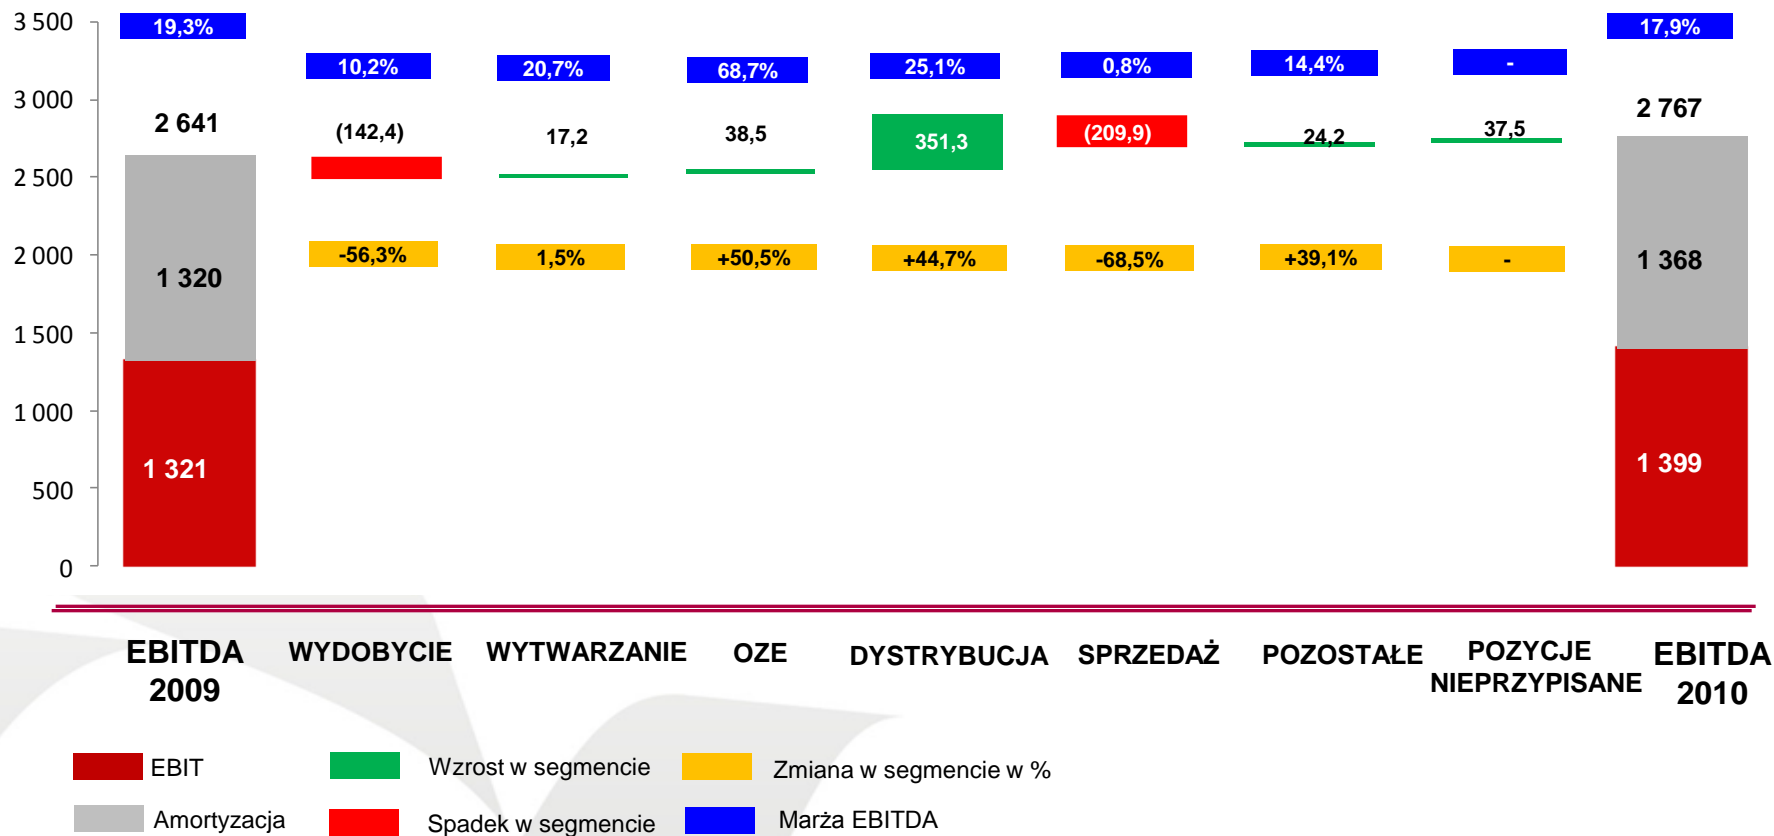 3 500
19,3%
17,9%
10,2%
20,7%
68,7%
25,1%
0,8%
14,4%
-
3 000
2 641
(142,4)
17,2
38,5
351,3
(209,9)
24,2
37,5
2 767
2 500
2 000
1 320
-56,3%
1,5%
+50,5%
+44,7%
-68,5%
+39,1%
-
1 368
1 500
1 000
1 321
1 399
500
0
EBITDA
2009
WYDOBYCIE
WYTWARZANIE
OZE
DYSTRYBUCJA
SPRZEDAŻ
POZOSTAŁE
POZYCJE
NIEPRZYPISANE
EBITDA
2010
EBIT
Wzrost w segmencie
Zmiana w segmencie w %
Amortyzacja
Spadek w segmencie
Marża EBITDA